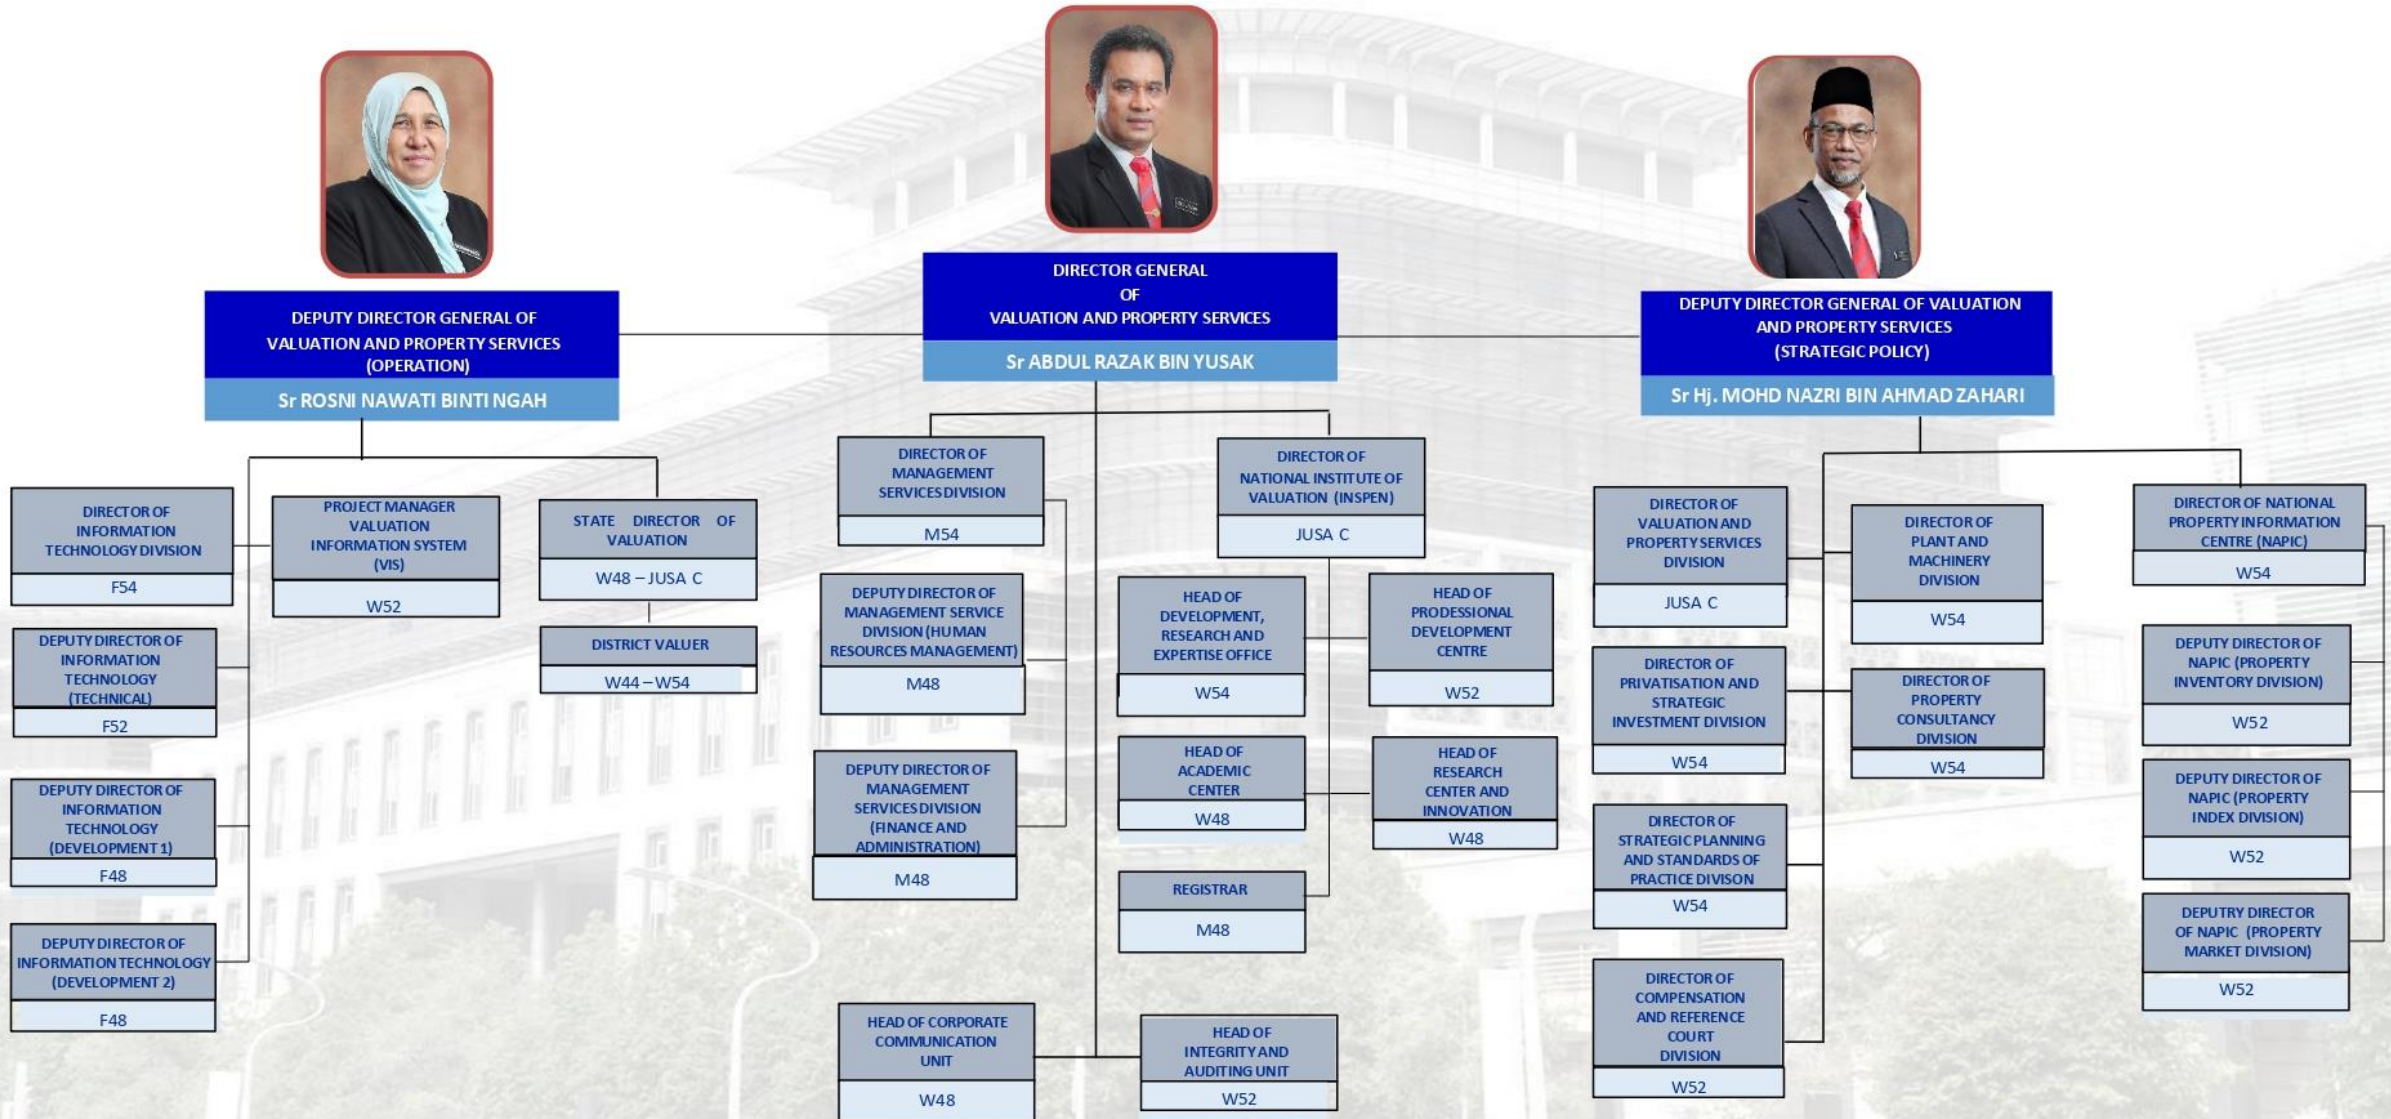 DIRECTOR GENERAL
OF
VALUATION AND PROPERTY SERVICES
Sr ABDUL RAZAK BIN YUSAK
DEPUTY DIRECTOR GENERAL OF
VALUATION AND PROPERTY SERVICES
(OPERATION)
Sr ROSNI NAWATI BINTI NGAH
DEPUTY DIRECTOR GENERAL OF VALUATION
AND PROPERTY SERVICES
(STRATEGIC POLICY)
Sr Hj. MOHD NAZRI BIN AHMAD ZAHARI
DIRECTOR OF
INFORMATION
TECHNOLOGY DIVISION
F54
PROJECT MANAGER
VALUATION
INFORMATION SYSTEM
(VIS)
W52
STATE DIRECTOR OF
VALUATION
W48 – JUSA C
DISTRICT VALUER
W44 – W54
DEPUTY DIRECTOR OF
INFORMATION
TECHNOLOGY
(TECHNICAL)
F52
DEPUTY DIRECTOR OF
INFORMATION
TECHNOLOGY
(DEVELOPMENT 1)
F48
DEPUTY DIRECTOR OF
INFORMATION TECHNOLOGY
(DEVELOPMENT 2)
F48
DIRECTOR OF
MANAGEMENT
SERVICES DIVISION
M54
DEPUTY DIRECTOR OF
MANAGEMENT SERVICE
DIVISION (HUMAN
RESOURCES MANAGEMENT)
M48
DEPUTY DIRECTOR OF
MANAGEMENT
SERVICES DIVISION
(FINANCE AND
ADMINISTRATION)
M48
DIRECTOR OF
NATIONAL INSTITUTE OF
VALUATION (INSPEN)
JUSA C
HEAD OF
DEVELOPMENT,
RESEARCH AND
EXPERTISE OFFICE
W54
HEAD OF
PRODESSIONAL
DEVELOPMENT
CENTRE
W52
HEAD OF
ACADEMIC
CENTER
W48
HEAD OF
RESEARCH
CENTER AND
INNOVATION
W48
REGISTRAR
M48
HEAD OF CORPORATE
COMMUNICATION
UNIT
W48
HEAD OF
INTEGRITY AND
AUDITING UNIT
W52
DIRECTOR OF
VALUATION AND
PROPERTY SERVICES
DIVISION
JUSA C
DIRECTOR OF
PLANT AND
MACHINERY
DIVISION
W54
DIRECTOR OF
PRIVATISATION AND
STRATEGIC
INVESTMENT DIVISION
W54
DIRECTOR OF
PROPERTY
CONSULTANCY
DIVISION
W54
DIRECTOR OF
STRATEGIC PLANNING
AND STANDARDS OF
PRACTICE DIVISON
W54
DIRECTOR OF
COMPENSATION
AND REFERENCE
COURT
DIVISION
W52
DIRECTOR OF NATIONAL
PROPERTY INFORMATION
CENTRE (NAPIC)
W54
DEPUTY DIRECTOR OF
NAPIC (PROPERTY
INVENTORY DIVISION)
W52
DEPUTY DIRECTOR OF
NAPIC (PROPERTY
INDEX DIVISION)
W52
DEPUTRY DIRECTOR
OF NAPIC (PROPERTY
MARKET DIVISION)
W52